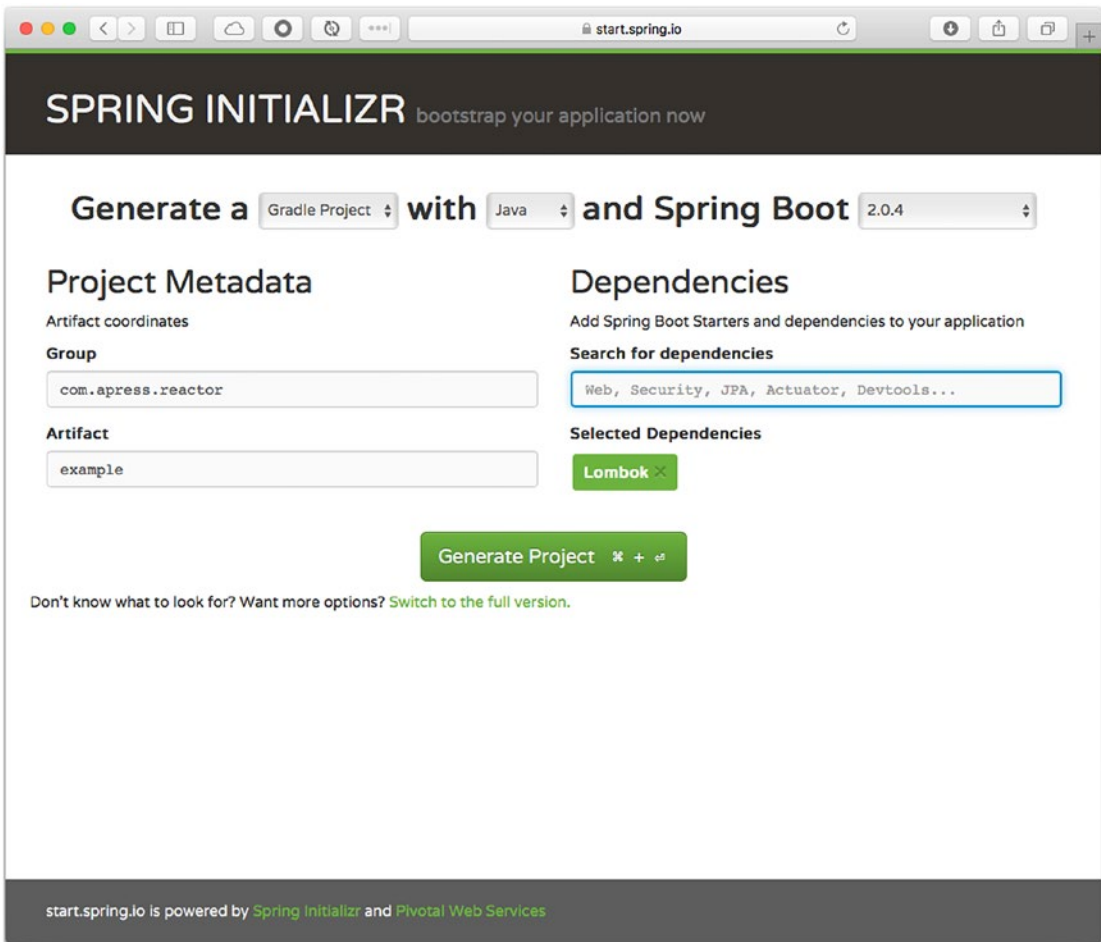 start.spring.io
SPRING INITIALIZR bootstrap your application now
Generate a Gradle Project with Java and Spring Boot 2.0.4
Project Metadata
Artifact coordinates
Group
com.apress.reactor
Artifact
example
Dependencies
Add Spring Boot Starters and dependencies to your application
Search for dependencies
Web, Security, JPA, Actuator, Devtools...
Selected Dependencies
Lombok ×
Generate Project ⌘ + ⏎
Don't know what to look for? Want more options? Switch to the full version.
start.spring.io is powered by Spring Initializr and Pivotal Web Services